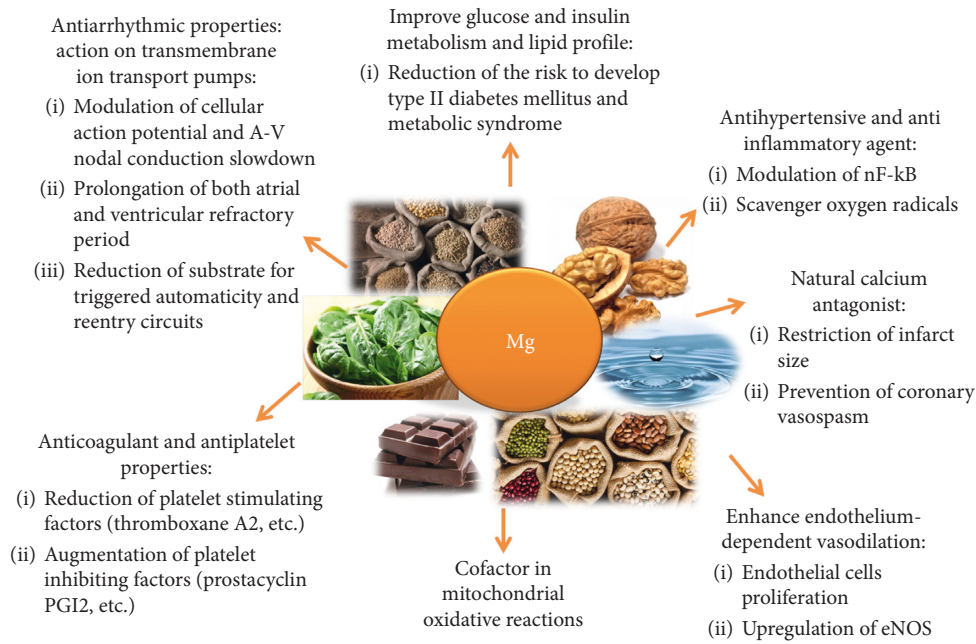 Antiarrhythmic properties:
action on transmembrane
ion transport pumps:
(i) Modulation of cellular
action potential and A-V
nodal conduction slowdown
(ii) Prolongation of both atrial
and ventricular refractory
period
(iii) Reduction of substrate for
triggered automaticity and
reentry circuits
Improve glucose and insulin
metabolism and lipid profile:
(i) Reduction of the risk to develop
type II diabetes mellitus and
metabolic syndrome
Antihypertensive and anti
inflammatory agent:
(i) Modulation of nF-kB
(ii) Scavenger oxygen radicals
Natural calcium
antagonist:
(i) Restriction of infarct
size
(ii) Prevention of coronary
vasospasm
Mg
Anticoagulant and antiplatelet
properties:
(i) Reduction of platelet stimulating
factors (thromboxane A2, etc.)
(ii) Augmentation of platelet
inhibiting factors (prostacyclin
PGI2, etc.)
Cofactor in
mitochondrial
oxidative reactions
Enhance endothelium-
dependent vasodilation:
(i) Endothelial cells
proliferation
(ii) Upregulation of eNOS